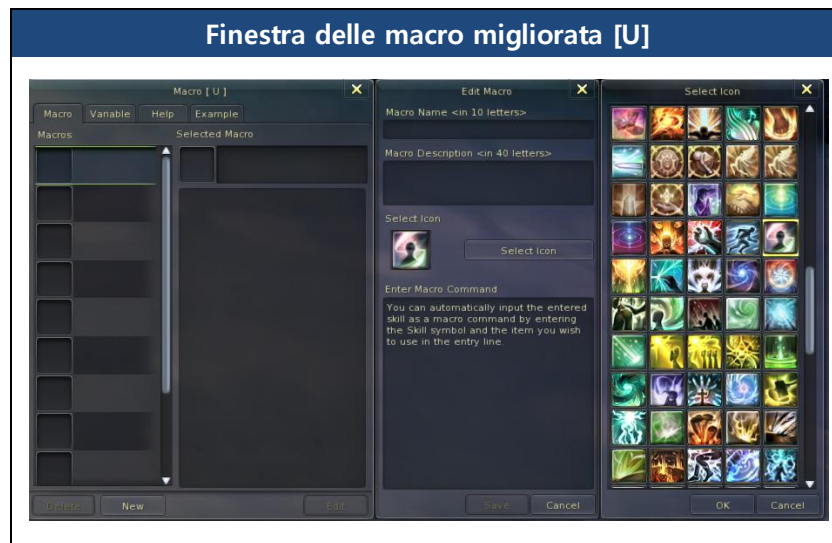 Finestra delle macro migliorata [U]
Macro [ U ]
Macro Variable Help Example
Macros Selected Macro
Delete New Edit
Edit Macro
Macro Name <in 10 letters>
Macro Description <in 40 letters>
Select Icon
Select Icon
Enter Macro Command
You can automatically input the entered
skill as a macro command by entering
the Skill symbol and the item you wish
to use in the entry line.
Save Cancel
Select Icon
OK Cancel